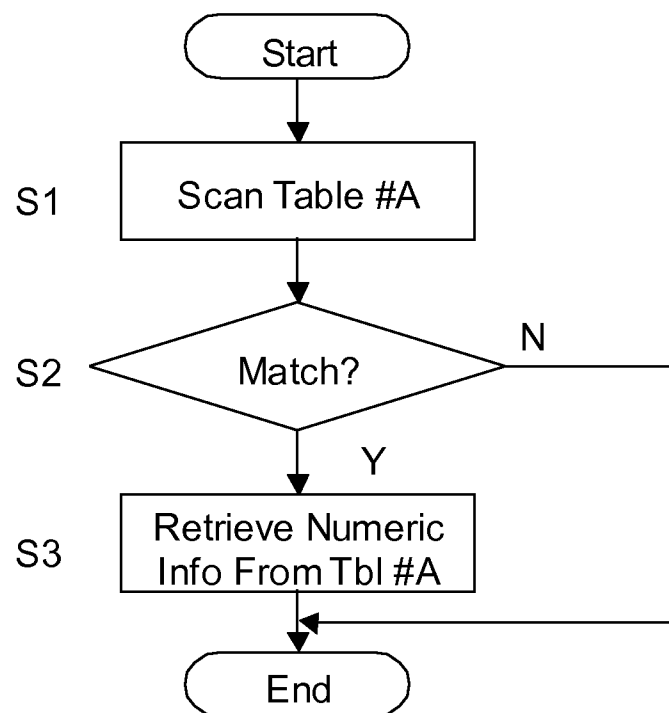 Start
S1
Scan Table #A
S2
Match?
N
Y
S3
Retrieve Numeric
Info From Tbl #A
End